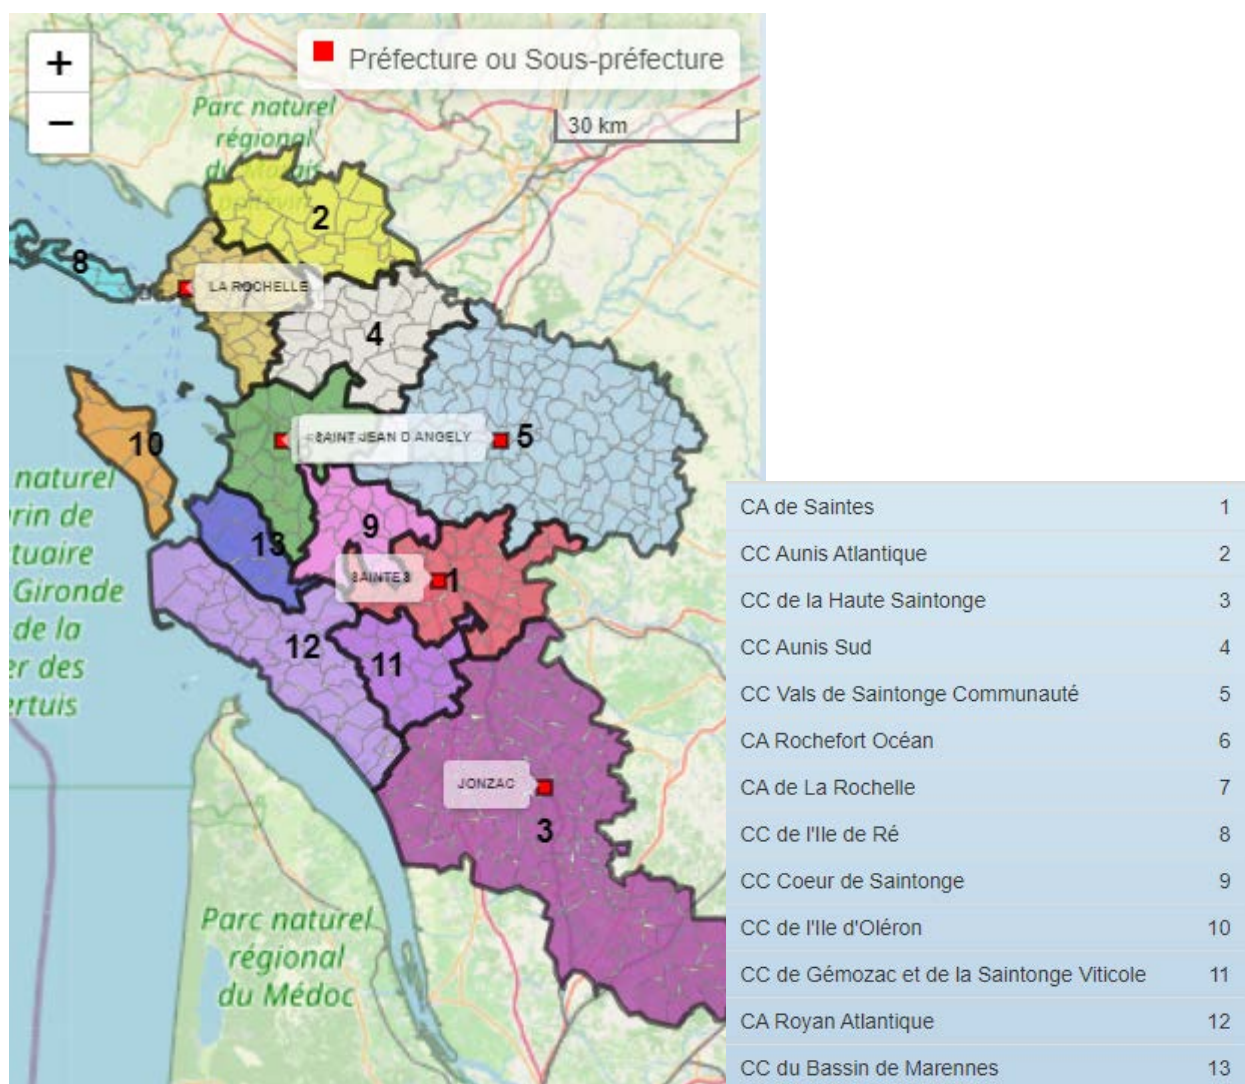 +
Préfecture ou Sous-préfecture
−
Parc naturel
régional
30 km
2
8
LA ROCHELLE
4
10
SAINT JEAN D ANGELY
5
naturel
rin de
9
tuaire
13
SAINTES
1
Gironde
de la
12
er des
11
ertuis
JONZAC
3
Parc naturel
régional
du Médoc
CA de Saintes 1
CC Aunis Atlantique 2
CC de la Haute Saintonge 3
CC Aunis Sud 4
CC Vals de Saintonge Communauté 5
CA Rochefort Océan 6
CA de La Rochelle 7
CC de l'Ile de Ré 8
CC Coeur de Saintonge 9
CC de l'Ile d'Oléron 10
CC de Gémozac et de la Saintonge Viticole 11
CA Royan Atlantique 12
CC du Bassin de Marennes 13